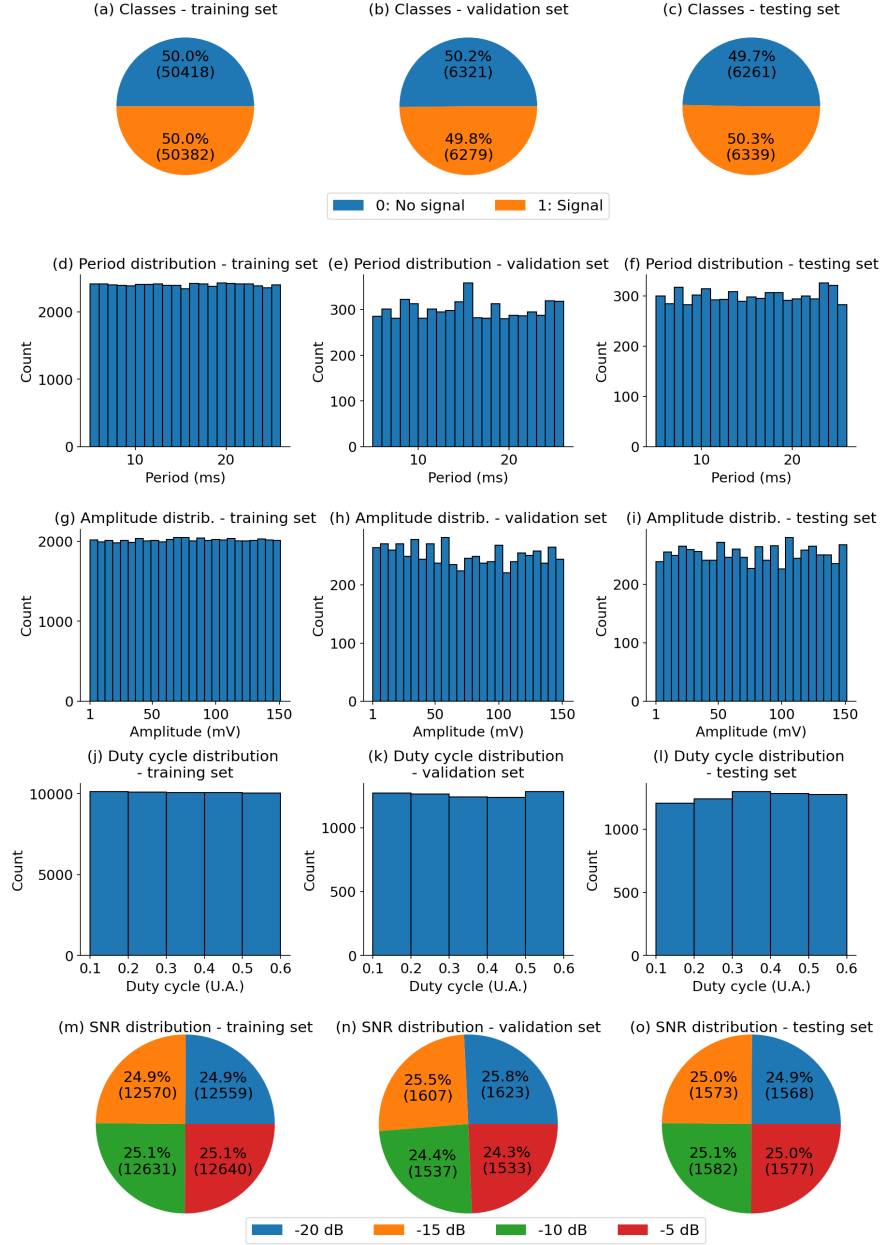 (a) Classes - training set
(b) Classes - validation set
(c) Classes - testing set
50.0%
(50418)
50.0%
(50382)
50.2%
(6321)
49.8%
(6279)
49.7%
(6261)
50.3%
(6339)
0: No signal
1: Signal
(d) Period distribution - training set
(e) Period distribution - validation set
(f) Period distribution - testing set
Count
2000
1000
0
10
20
Period (ms)
Count
300
200
100
0
10
20
Period (ms)
Count
300
200
100
0
10
20
Period (ms)
(g) Amplitude distrib. - training set
(h) Amplitude distrib. - validation set
(i) Amplitude distrib. - testing set
Count
2000
1000
0
1
50
100
150
Amplitude (mV)
Count
200
100
0
1
50
100
150
Amplitude (mV)
Count
200
100
0
1
50
100
150
Amplitude (mV)
(j) Duty cycle distribution
- training set
(k) Duty cycle distribution
- validation set
(l) Duty cycle distribution
- testing set
Count
10000
5000
0
0.1
0.2
0.3
0.4
0.5
0.6
Duty cycle (U.A.)
Count
1000
500
0
0.1
0.2
0.3
0.4
0.5
0.6
Duty cycle (U.A.)
Count
1000
500
0
0.1
0.2
0.3
0.4
0.5
0.6
Duty cycle (U.A.)
(m) SNR distribution - training set
(n) SNR distribution - validation set
(o) SNR distribution - testing set
24.9%
(12570)
24.9%
(12559)
25.1%
(12631)
25.1%
(12640)
25.5%
(1607)
25.8%
(1623)
24.4%
(1537)
24.3%
(1533)
25.0%
(1573)
24.9%
(1568)
25.1%
(1582)
25.0%
(1577)
-20 dB
-15 dB
-10 dB
-5 dB